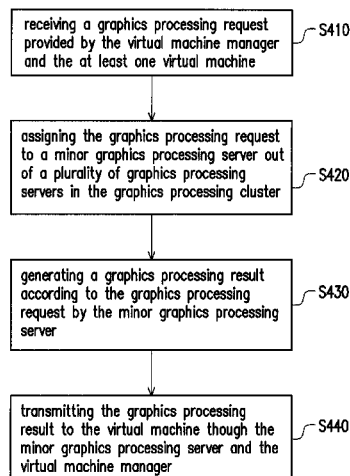 receiving a graphics processing request
provided by the virtual machine manager
and the at least one virtual machine
S410
assigning the graphics processing request
to a minor graphics processing server out
of a plurality of graphics processing
servers in the graphics processing cluster
S420
generating a graphics processing result
according to the graphics processing
request by the minor graphics processing
server
S430
transmitting the graphics processing
result to the virtual machine though the
minor graphics processing server and the
virtual machine manager
S440